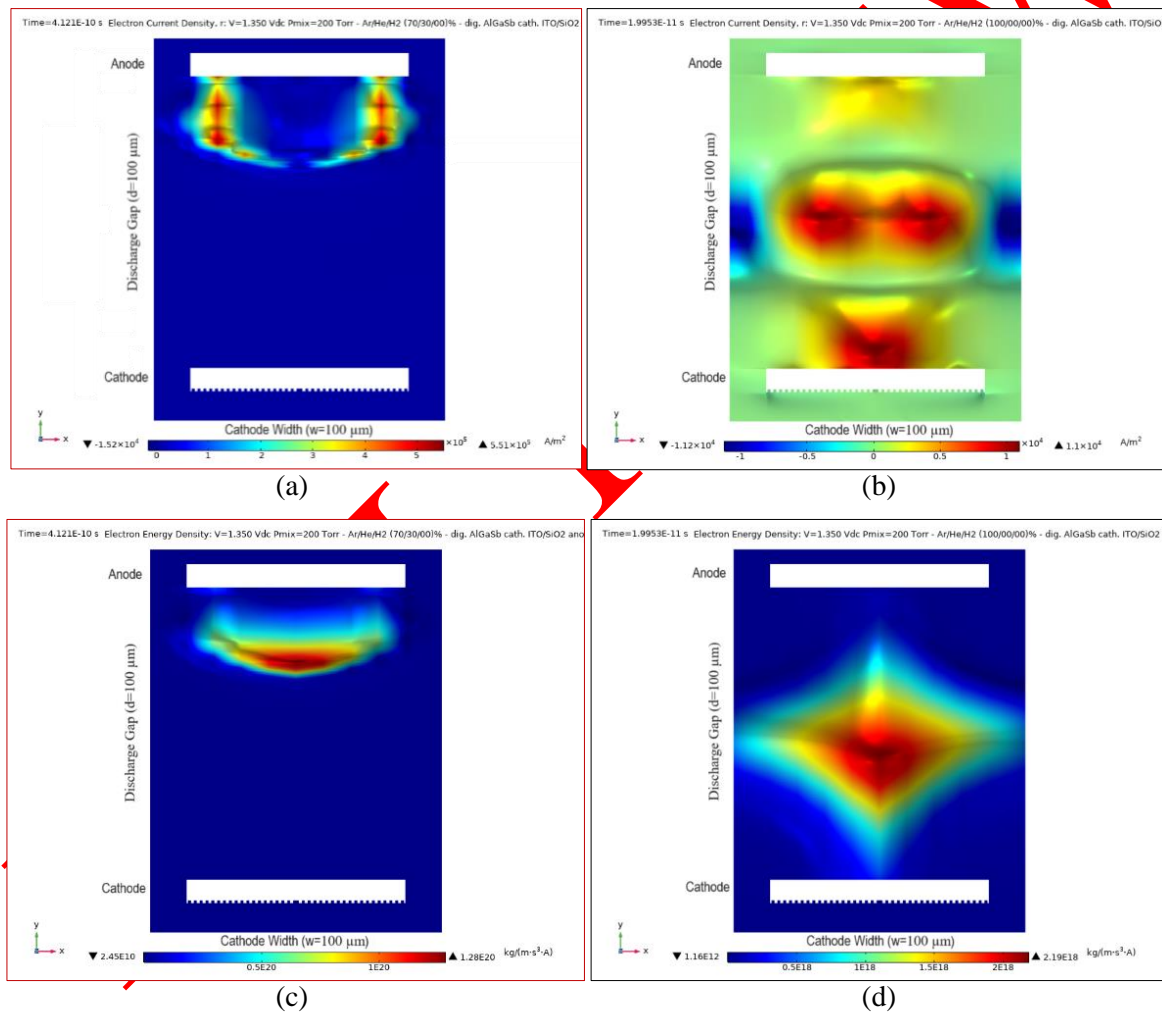 Time=4.121E-10 s Electron Current Density, r: V=1.350 Vdc Pmix=200 Torr - Ar/He/H2 (70/30/00)% - dig. AlGaSb cath. ITO/SiO2
Anode
Discharge Gap (d=100 μm)
Cathode
y
x
Cathode Width (w=100 μm)
▼ -1.52×10⁴
0 1 2 3 4 5
×10⁵
▲ 5.51×10⁵
A/m²
(a)
Time=1.9953E-11 s Electron Current Density, r: V=1.350 Vdc Pmix=200 Torr - Ar/He/H2 (100/00/00)% - dig. AlGaSb cath. ITO/SiO
Anode
Discharge Gap (d=100 μm)
Cathode
y
x
Cathode Width (w=100 μm)
▼ -1.12×10⁴
-1 -0.5 0 0.5 1
×10⁴
▲ 1.1×10⁴
A/m²
(b)
Time=4.121E-10 s Electron Energy Density: V=1.350 Vdc Pmix=200 Torr - Ar/He/H2 (70/30/00)% - dig. AlGaSb cath. ITO/SiO2 ano
Anode
Discharge Gap (d=100 μm)
Cathode
y
x
Cathode Width (w=100 μm)
▼ 2.45E10
0.5E20 1E20
▲ 1.28E20
kg/(m·s³·A)
(c)
Time=1.9953E-11 s Electron Energy Density: V=1.350 Vdc Pmix=200 Torr - Ar/He/H2 (100/00/00)% - dig. AlGaSb cath. ITO/SiO2
Anode
Discharge Gap (d=100 μm)
Cathode
y
x
Cathode Width (w=100 μm)
▼ 1.16E12
0.5E18 1E18 1.5E18 2E18
▲ 2.19E18
kg/(m·s³·A)
(d)